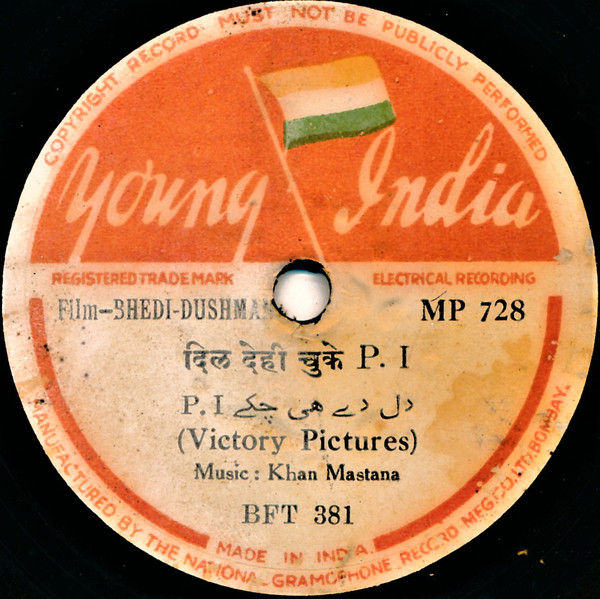 COPYRIGHT RECORD MUST NOT BE PUBLICLY PERFORMED
Young India
REGISTERED TRADE MARK ELECTRICAL RECORDING
Film-BHEDI-DUSHMAN MP 728
दिल देही चुके P. I
دل دے ھی چکے P. I
(Victory Pictures)
Music: Khan Mastana
BFT 381
MADE IN INDIA.
MANUFACTURED BY THE NATIONAL GRAMOPHONE RECORD MFG.CO.LTD.BOMBAY.